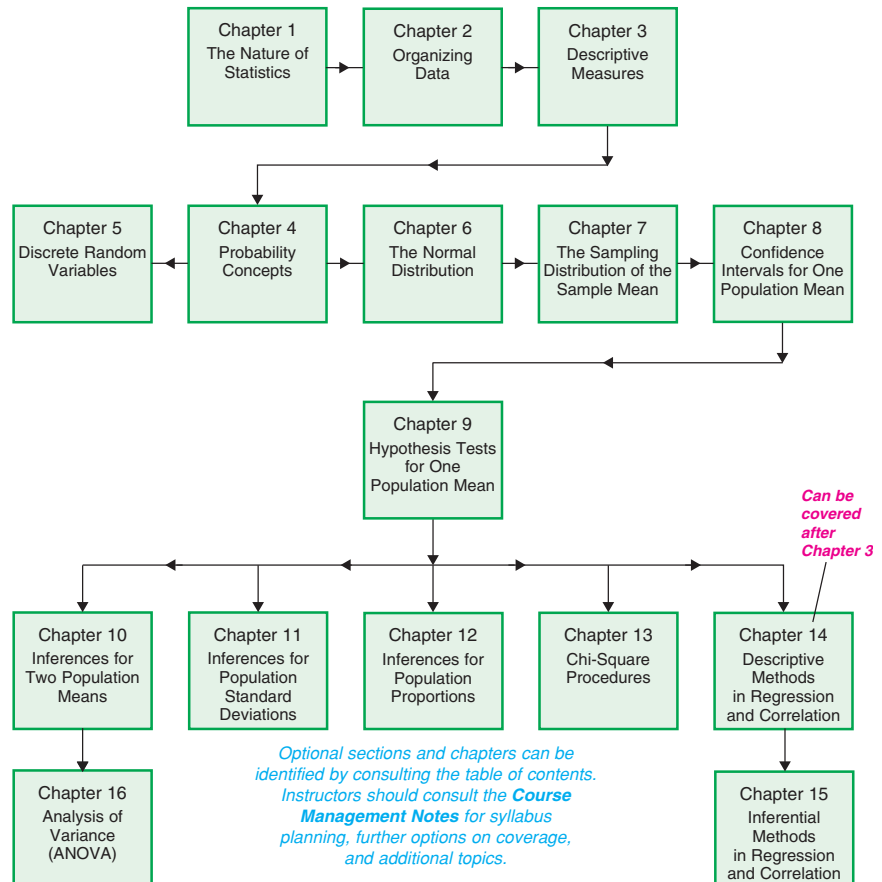 Chapter 1
The Nature of
Statistics
Chapter 2
Organizing
Data
Chapter 3
Descriptive
Measures
Chapter 5
Discrete Random
Variables
Chapter 4
Probability
Concepts
Chapter 6
The Normal
Distribution
Chapter 7
The Sampling
Distribution of the
Sample Mean
Chapter 8
Confidence
Intervals for One
Population Mean
Chapter 9
Hypothesis Tests
for One
Population Mean
Can be
covered
after
Chapter 3
Chapter 10
Inferences for
Two Population
Means
Chapter 11
Inferences for
Population
Standard
Deviations
Chapter 12
Inferences for
Population
Proportions
Chapter 13
Chi-Square
Procedures
Chapter 14
Descriptive
Methods
in Regression
and Correlation
Chapter 16
Analysis of
Variance
(ANOVA)
Optional sections and chapters can be
identified by consulting the table of contents.
Instructors should consult the Course
Management Notes for syllabus
planning, further options on coverage,
and additional topics.
Chapter 15
Inferential
Methods
in Regression
and Correlation